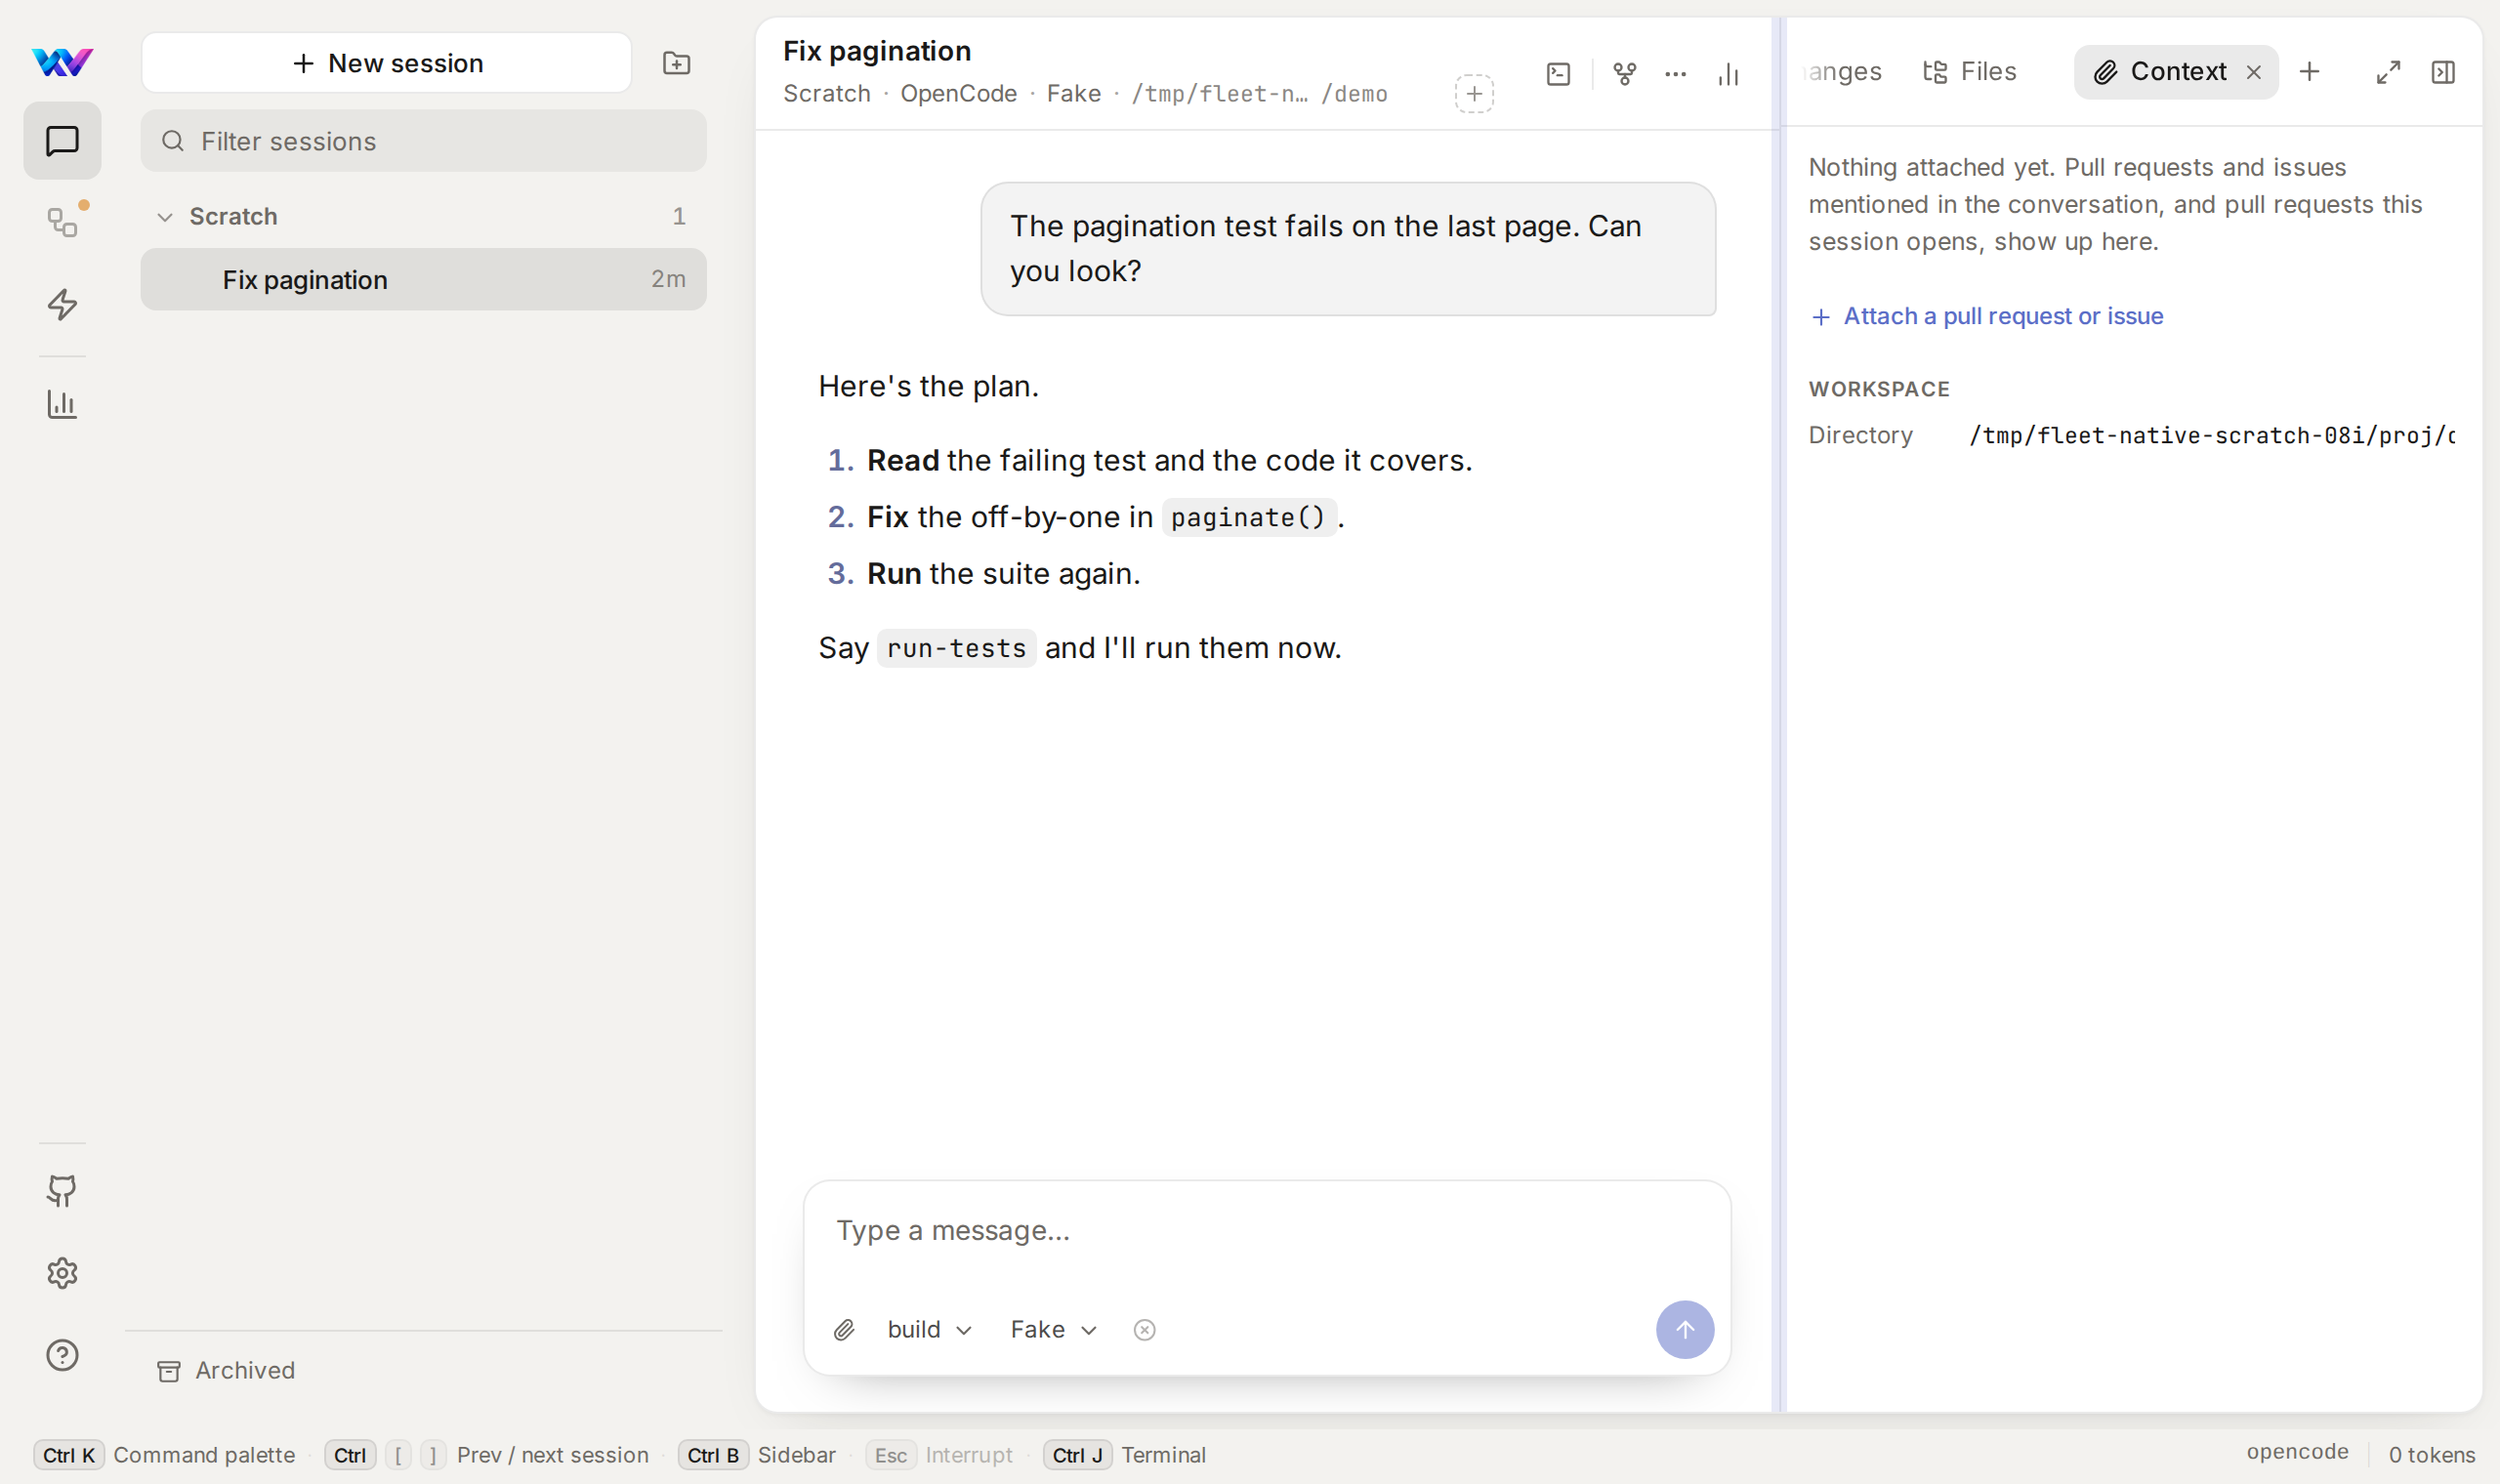 New session
Filter sessions
Scratch 1
Fix pagination 2m
Archived
Fix pagination
Scratch · OpenCode · Fake · /tmp/fleet-n… /demo
The pagination test fails on the last page. Can
you look?
Here's the plan.
1. Read the failing test and the code it covers.
2. Fix the off-by-one in paginate().
3. Run the suite again.
Say run-tests and I'll run them now.
Type a message...
build Fake
anges Files Context
Nothing attached yet. Pull requests and issues
mentioned in the conversation, and pull requests this
session opens, show up here.
+ Attach a pull request or issue
WORKSPACE
Directory /tmp/fleet-native-scratch-08i/proj/
Ctrl K Command palette · Ctrl [ ] Prev / next session · Ctrl B Sidebar · Esc Interrupt · Ctrl J Terminal
opencode 0 tokens